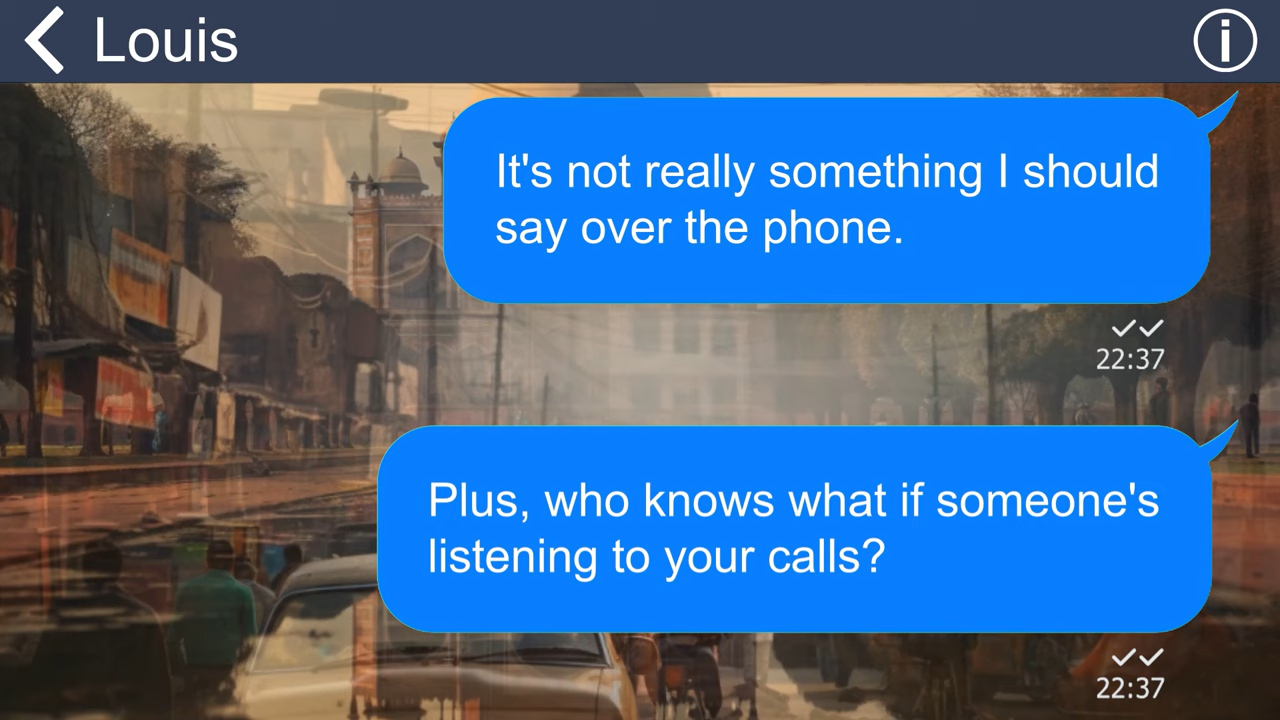 Louis
It's not really something I should
say over the phone.
22:37
Plus, who knows what if someone's
listening to your calls?
22:37